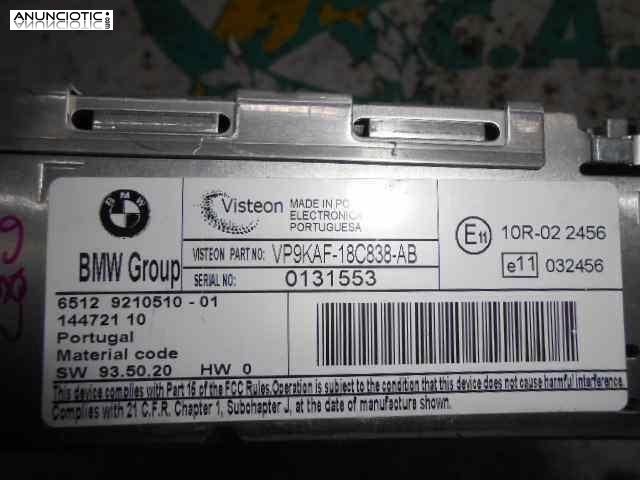 ANUNCIOTIC.es
BMW
BMW Group
Visteon
MADE IN PO
ELECTRONICA
PORTUGUESA
VISTEON PART NO: VP9KAF-18C838-AB
SERIAL NO: 0131553
E11 10R-02 2456
e11 032456
6512 9210510 - 01
144721 10
Portugal
Material code
SW 93.50.20 HW 0
This device complies with Part 15 of the FCC Rules.Operation is subject to the condition that this device does not cause harmful interference.
Complies with 21 C.F.R. Chapter 1, Subchapter J, at the date of manufacture shown.